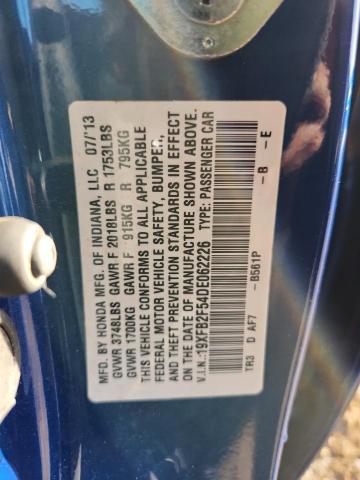 MFD. BY HONDA MFG. OF INDIANA, LLC 07/'13
GVWR 3748LBS GAWR F 2018LBS R 1753LBS
GVWR 1700KG GAWR F 915KG R 795KG
THIS VEHICLE CONFORMS TO ALL APPLICABLE
FEDERAL MOTOR VEHICLE SAFETY, BUMPER,
AND THEFT PREVENTION STANDARDS IN EFFECT
ON THE DATE OF MANUFACTURE SHOWN ABOVE.
V.I.N.:19XFB2F54DE062226 TYPE: PASSENGER CAR
TR3 D AF7 - B561P - B - E